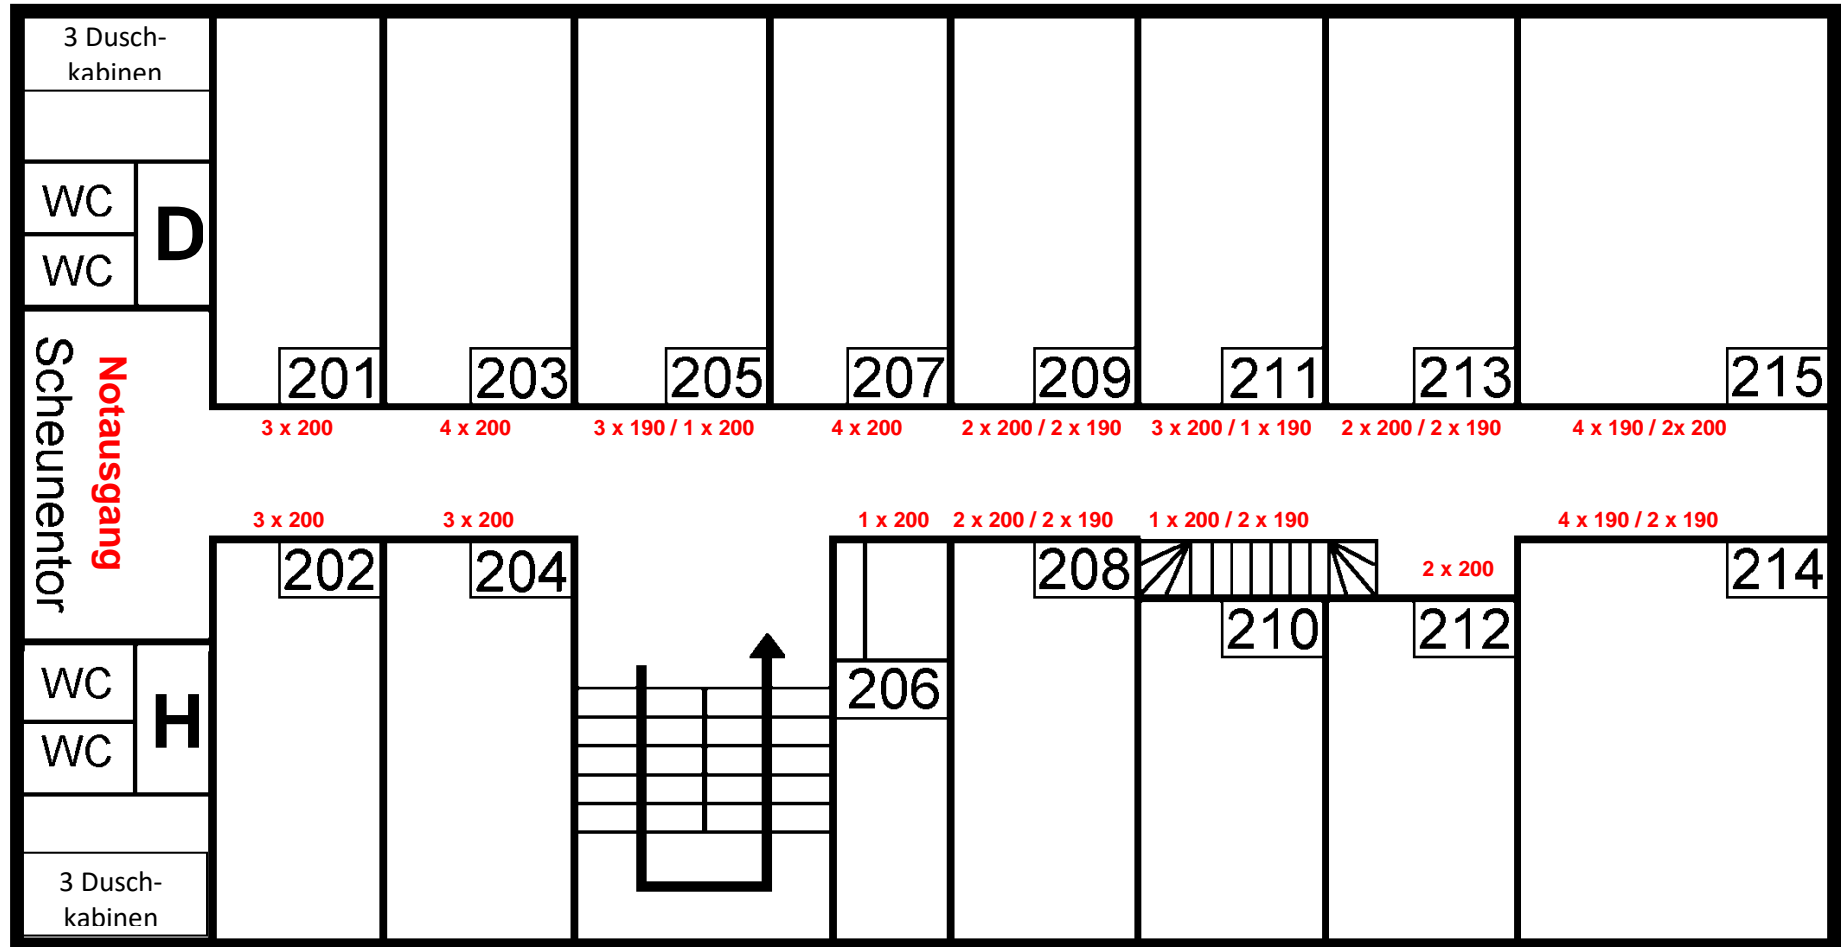 3 Dusch-
kabinen
WC
WC
D
201
203
205
207
209
211
213
215
3 x 200
4 x 200
3 x 190 / 1 x 200
4 x 200
2 x 200 / 2 x 190
3 x 200 / 1 x 190
2 x 200 / 2 x 190
4 x 190 / 2x 200
Notausgang
Scheunentor
3 x 200
3 x 200
1 x 200
2 x 200 / 2 x 190
1 x 200 / 2 x 190
2 x 200
4 x 190 / 2 x 190
202
204
206
208
210
212
214
WC
WC
H
3 Dusch-
kabinen